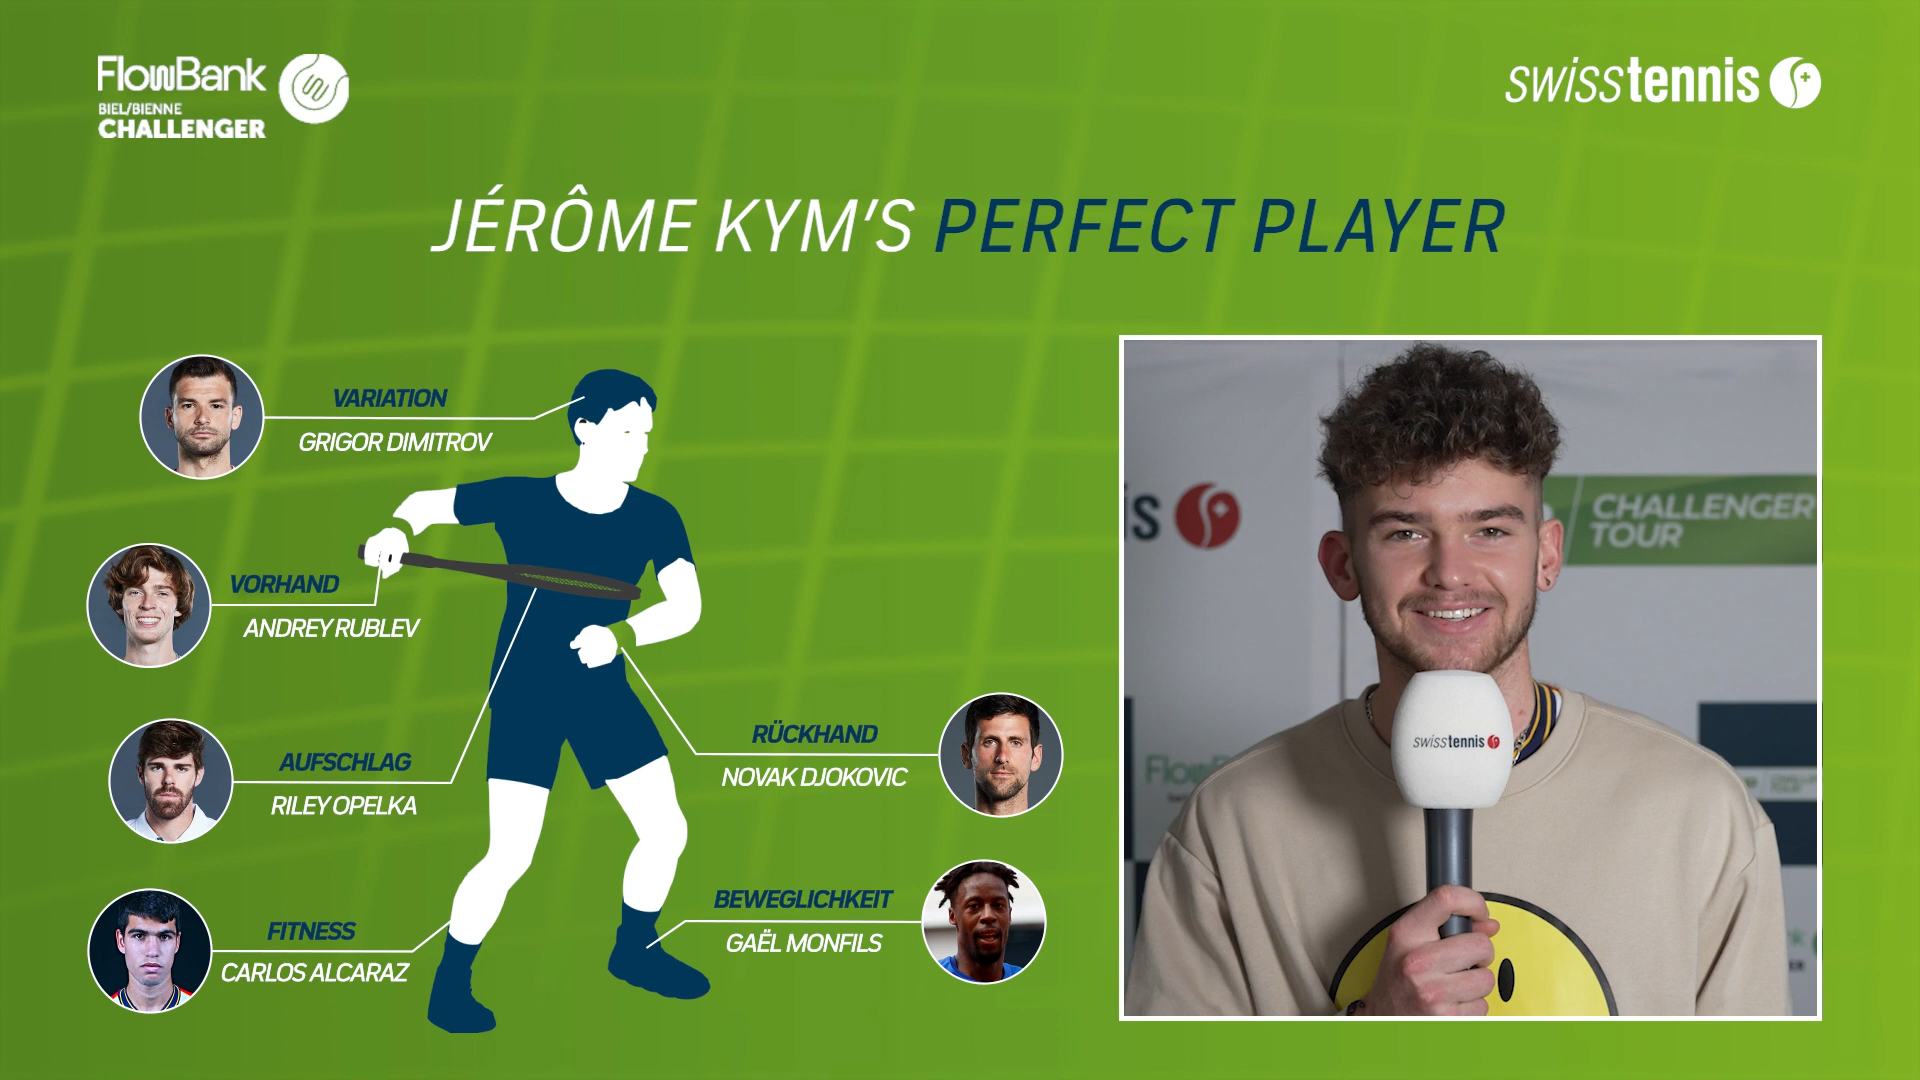 FlowBank
BIEL/BIENNE
CHALLENGER
swisstennis
JÉRÔME KYM'S PERFECT PLAYER
VARIATION
GRIGOR DIMITROV
VORHAND
ANDREY RUBLEV
AUFSCHLAG
RILEY OPELKA
FITNESS
CARLOS ALCARAZ
RÜCKHAND
NOVAK DJOKOVIC
BEWEGLICHKEIT
GAËL MONFILS
is
CHALLENGER
TOUR
swisstennis